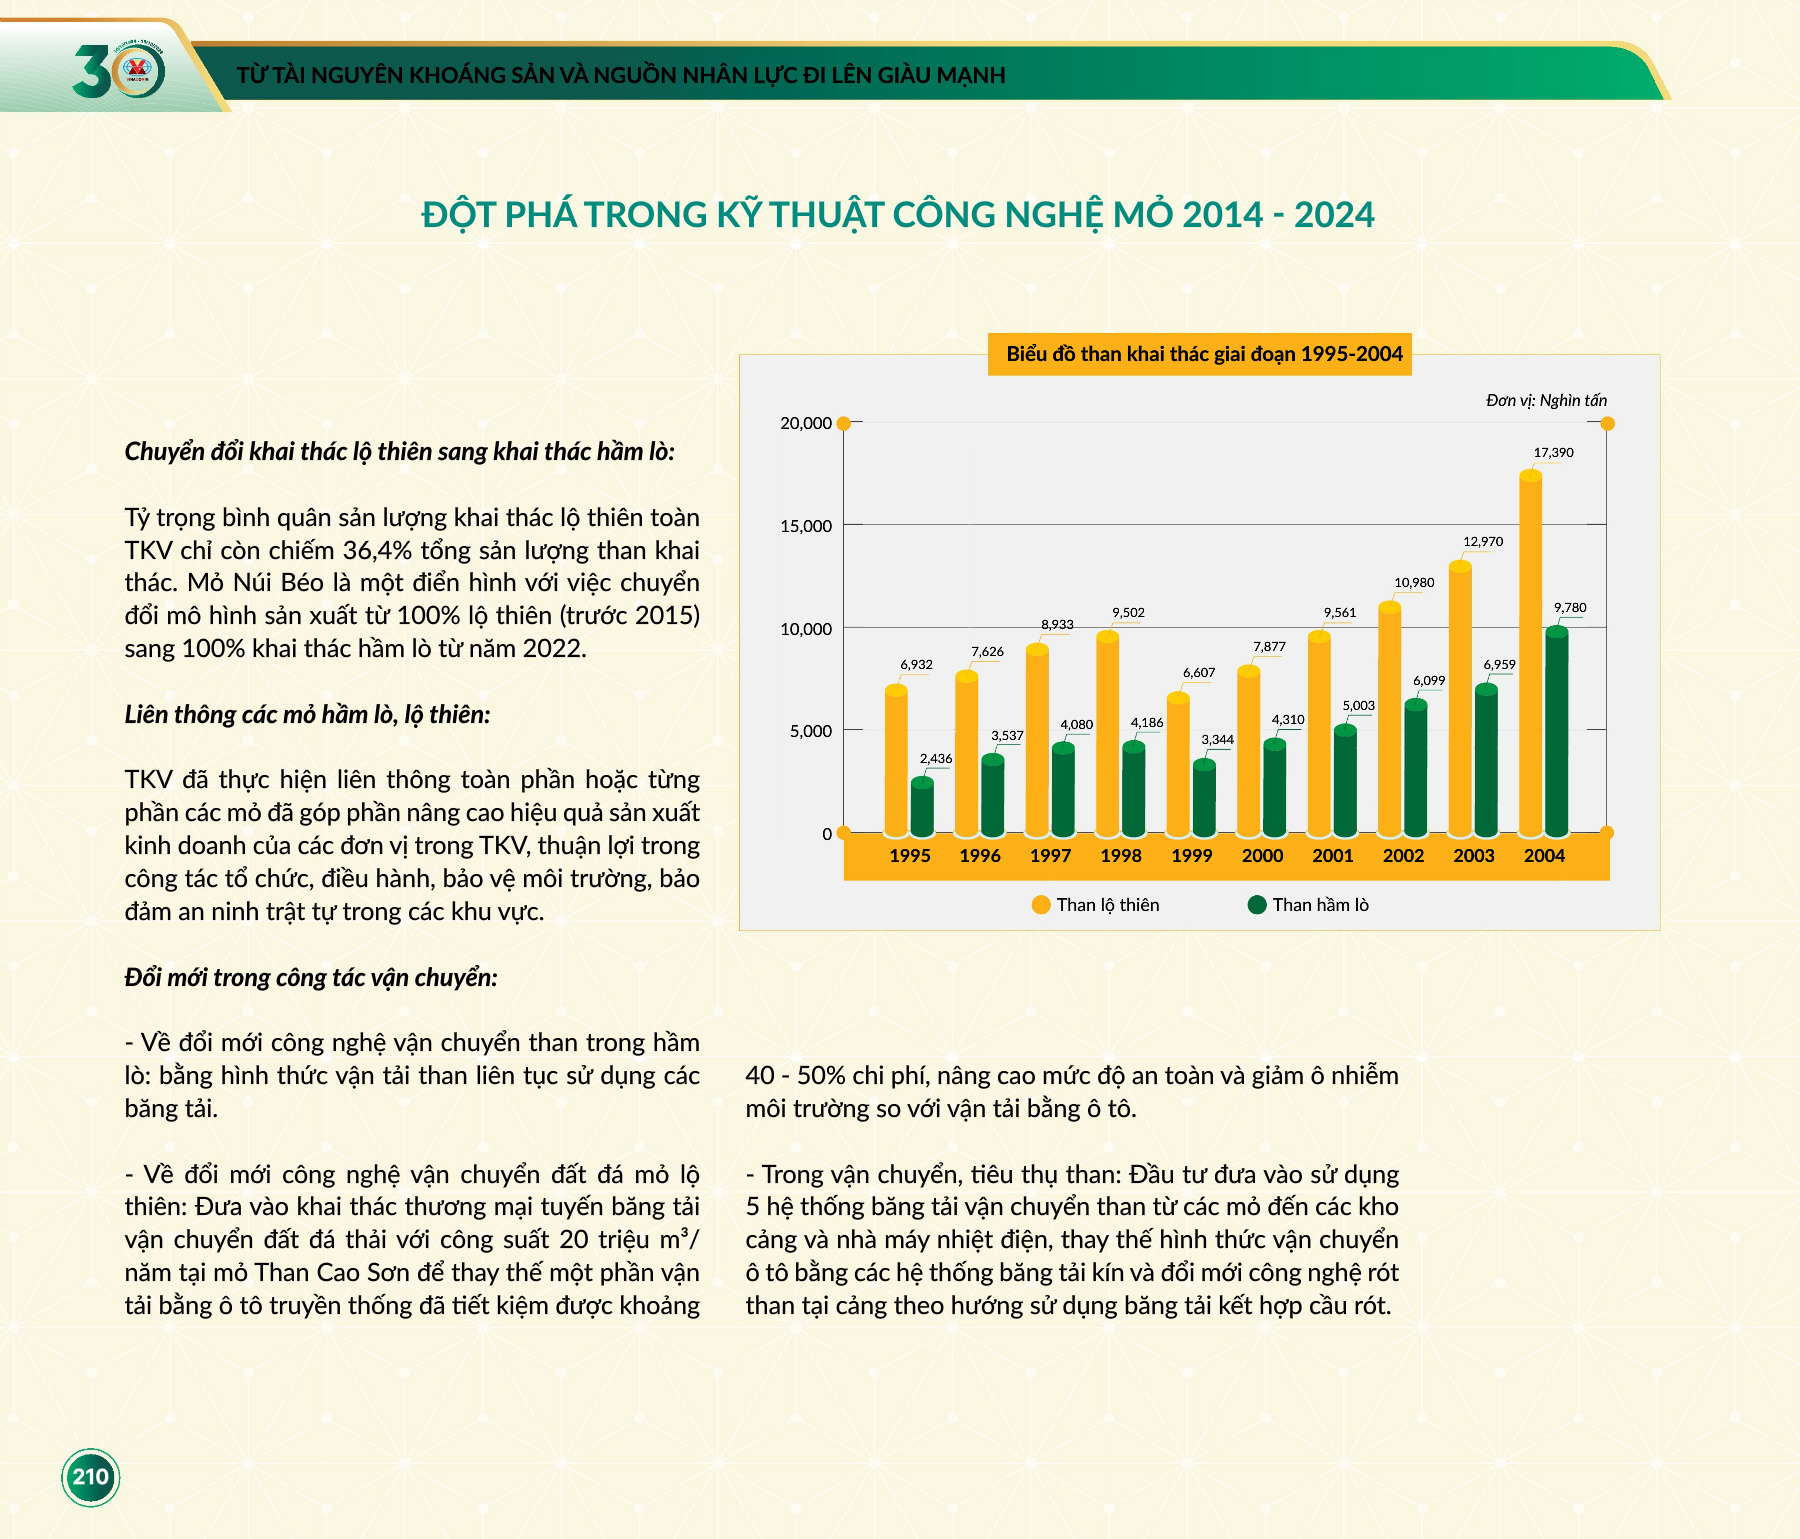 30
TỪ TÀI NGUYÊN KHOÁNG SẢN VÀ NGUỒN NHÂN LỰC ĐI LÊN GIÀU MẠNH
ĐỘT PHÁ TRONG KỸ THUẬT CÔNG NGHỆ MỎ 2014 - 2024
Chuyển đổi khai thác lộ thiên sang khai thác hầm lò:
Tỷ trọng bình quân sản lượng khai thác lộ thiên toàn
TKV chỉ còn chiếm 36,4% tổng sản lượng than khai
thác. Mỏ Núi Béo là một điển hình với việc chuyển
đổi mô hình sản xuất từ 100% lộ thiên (trước 2015)
sang 100% khai thác hầm lò từ năm 2022.
Liên thông các mỏ hầm lò, lộ thiên:
TKV đã thực hiện liên thông toàn phần hoặc từng
phần các mỏ đã góp phần nâng cao hiệu quả sản xuất
kinh doanh của các đơn vị trong TKV, thuận lợi trong
công tác tổ chức, điều hành, bảo vệ môi trường, bảo
đảm an ninh trật tự trong các khu vực.
Đổi mới trong công tác vận chuyển:
- Về đổi mới công nghệ vận chuyển than trong hầm
lò: bằng hình thức vận tải than liên tục sử dụng các
băng tải.
- Về đổi mới công nghệ vận chuyển đất đá mỏ lộ
thiên: Đưa vào khai thác thương mại tuyến băng tải
vận chuyển đất đá thải với công suất 20 triệu m³/
năm tại mỏ Than Cao Sơn để thay thế một phần vận
tải bằng ô tô truyền thống đã tiết kiệm được khoảng
Biểu đồ than khai thác giai đoạn 1995-2004
Đơn vị: Nghìn tấn
20,000
15,000
10,000
5,000
0
6,932
2,436
7,626
3,537
8,933
4,080
9,502
4,186
6,607
3,344
7,877
4,310
9,561
5,003
10,980
6,099
12,970
6,959
17,390
9,780
1995 1996 1997 1998 1999 2000 2001 2002 2003 2004
Than lộ thiên Than hầm lò
40 - 50% chi phí, nâng cao mức độ an toàn và giảm ô nhiễm
môi trường so với vận tải bằng ô tô.
- Trong vận chuyển, tiêu thụ than: Đầu tư đưa vào sử dụng
5 hệ thống băng tải vận chuyển than từ các mỏ đến các kho
cảng và nhà máy nhiệt điện, thay thế hình thức vận chuyển
ô tô bằng các hệ thống băng tải kín và đổi mới công nghệ rót
than tại cảng theo hướng sử dụng băng tải kết hợp cầu rót.
210